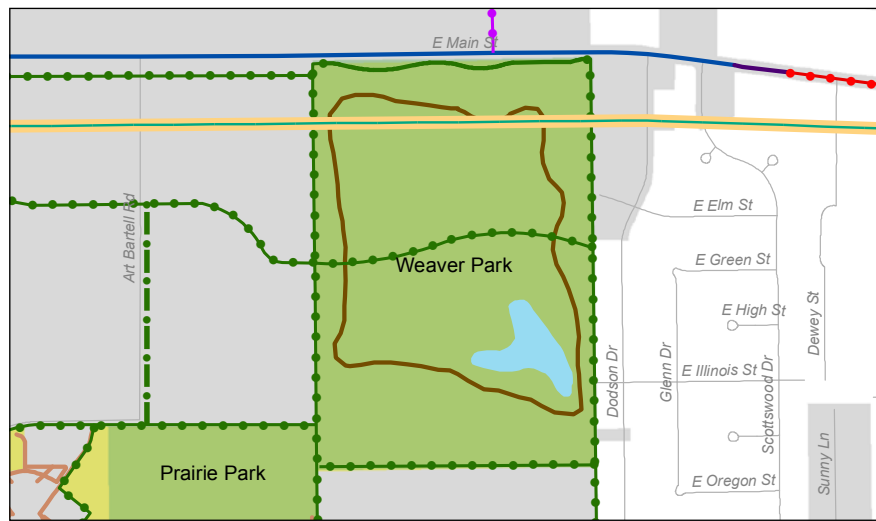 E Main St
Art Bartell Rd
E Elm St
Weaver Park
E Green St
E High St
Dewey St
Dodson Dr
Glenn Dr
E Illinois St
Scottswood Dr
Sunny Ln
Prairie Park
E Oregon St